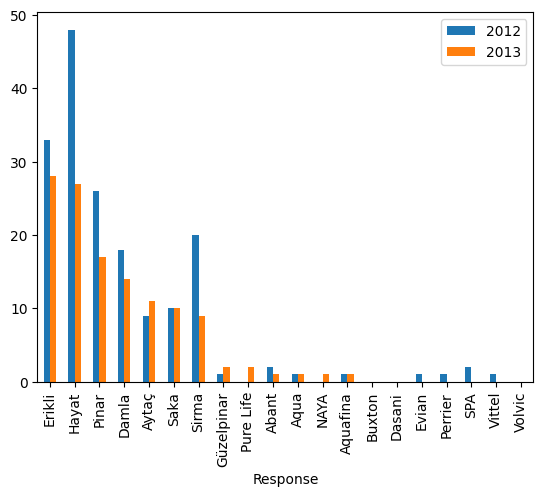 50
40
30
20
10
0
2012
2013
Erikli
Hayat
Pinar
Damla
Aytaç
Saka
Sirma
Güzelpinar
Pure Life
Abant
Aqua
NAYA
Aquafina
Buxton
Dasani
Evian
Perrier
SPA
Vittel
Volvic
Response